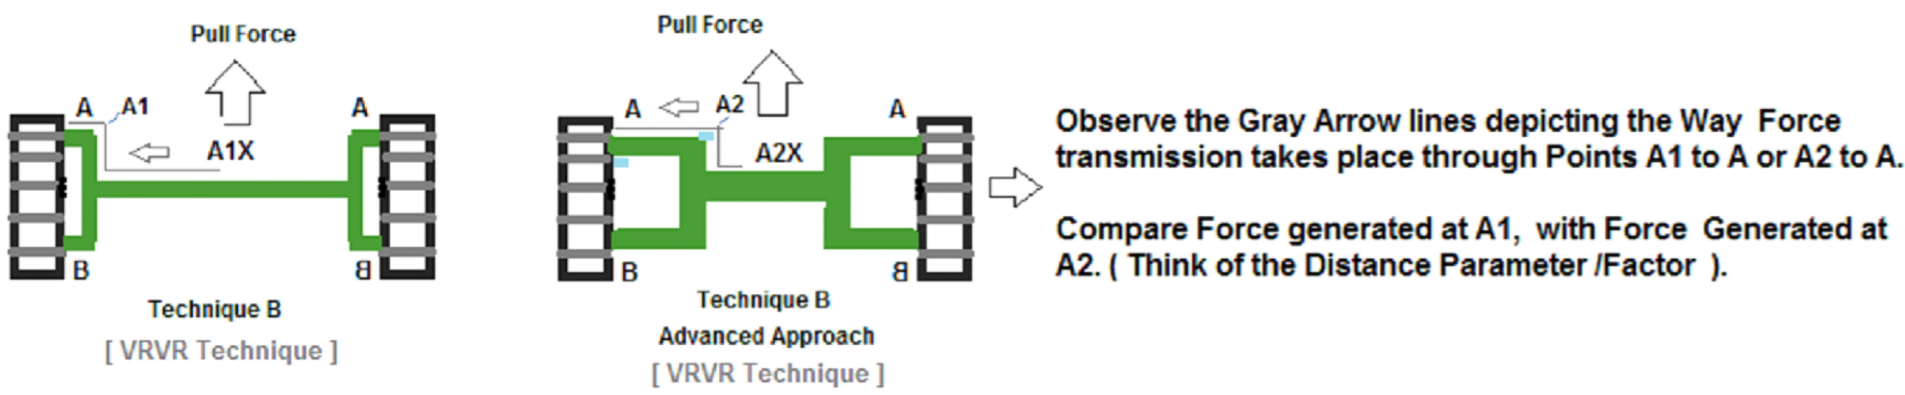 Pull Force
A
A1
A
A1X
B
B
Technique B
[ VRVR Technique ]
Pull Force
A
A2
A
A2X
B
B
Technique B
Advanced Approach
[ VRVR Technique ]
Observe the Gray Arrow lines depicting the Way Force
transmission takes place through Points A1 to A or A2 to A.
Compare Force generated at A1, with Force Generated at
A2. ( Think of the Distance Parameter /Factor ).